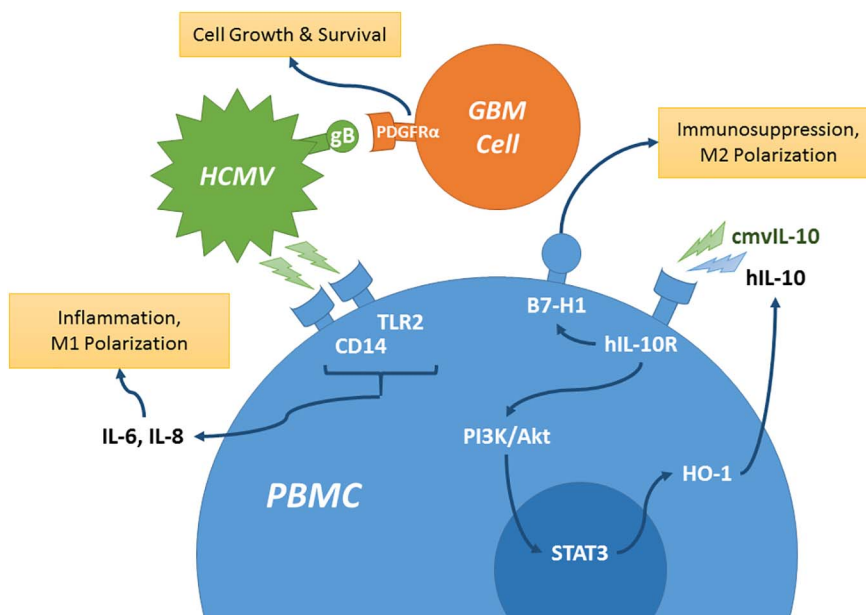 Cell Growth & Survival
GBM
Cell
PDGFRα
gB
HCMV
Immunosuppression,
M2 Polarization
cmvIL-10
hIL-10
B7-H1
hIL-10R
TLR2
CD14
Inflammation,
M1 Polarization
IL-6, IL-8
PI3K/Akt
HO-1
PBMC
STAT3